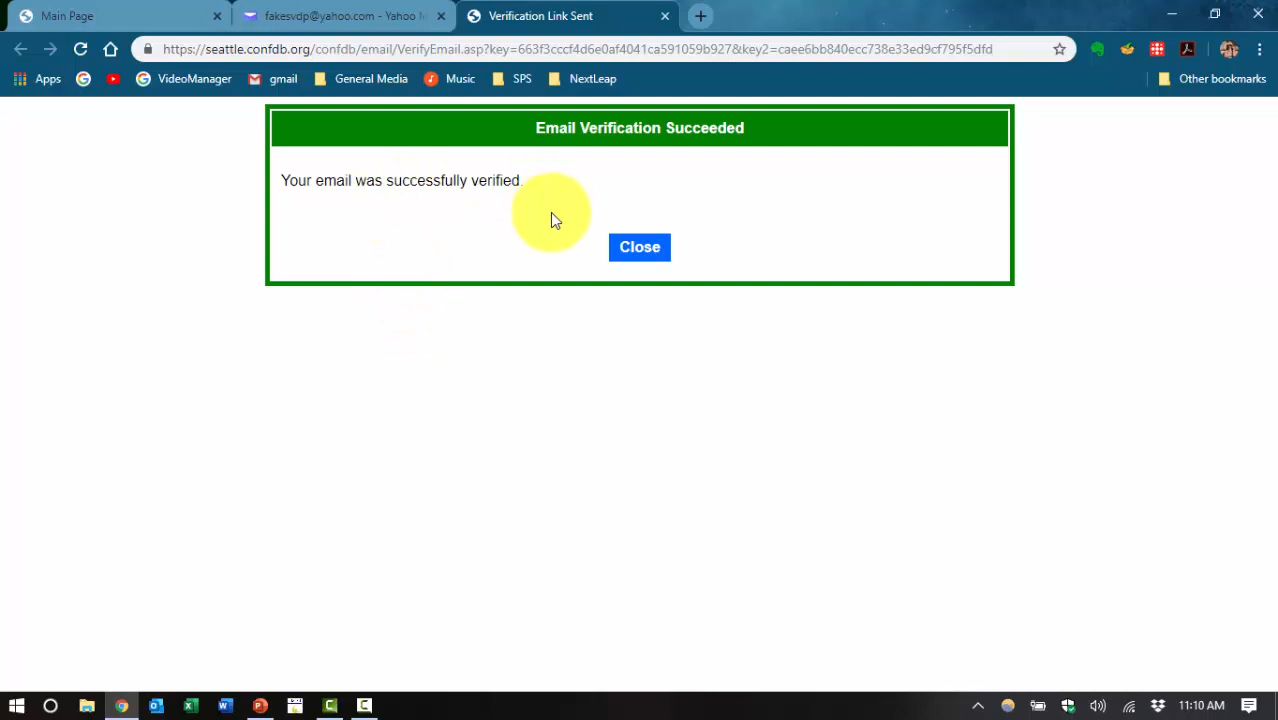 Main Page
fakesvdp@yahoo.com - Yahoo
Verification Link Sent
https://seattle.confdb.org/confdb/email/VerifyEmail.asp?key=663f3cccf4d6e0af4041ca591059b927&key2=caee6bb840ecc738e33ed9cf795f5dfd
Apps VideoManager gmail General Media Music SPS NextLeap Other bookmarks
Email Verification Succeeded
Your email was successfully verified.
Close
11:10 AM